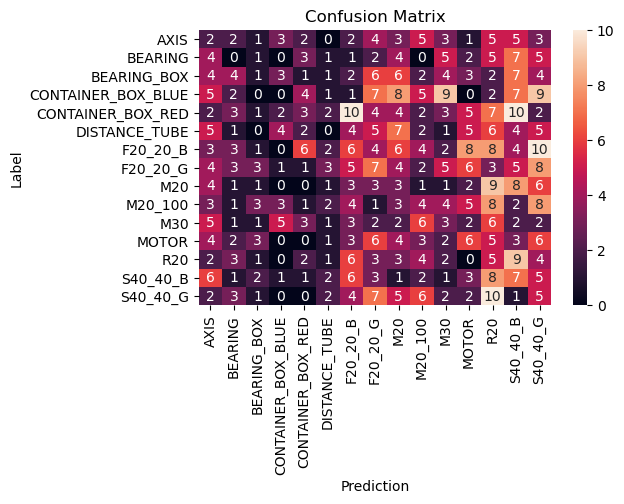 Confusion Matrix
AXIS 2 2 1 3 2 0 2 4 3 5 3 1 5 5 3
BEARING 4 0 1 0 3 1 1 2 4 0 5 2 5 7 5
BEARING_BOX 4 4 1 3 1 1 2 6 6 2 4 3 2 7 4
CONTAINER_BOX_BLUE 5 2 0 0 4 1 1 7 8 5 9 0 2 7 9
CONTAINER_BOX_RED 2 3 1 2 3 2 10 4 4 2 3 5 7 10 2
DISTANCE_TUBE 5 1 0 4 2 0 4 5 7 2 1 5 6 4 5
F20_20_B 3 3 1 0 6 2 6 4 6 4 2 8 8 4 10
F20_20_G 4 3 3 1 1 3 5 7 4 2 5 6 3 5 8
M20 4 1 1 0 0 1 3 3 3 1 1 2 9 8 6
M20_100 3 1 3 3 1 2 4 1 3 4 4 5 8 2 8
M30 5 1 1 5 3 1 3 2 2 6 3 2 6 2 2
MOTOR 4 2 3 0 0 1 3 6 4 3 2 6 5 3 6
R20 2 3 1 0 2 1 6 3 3 4 2 0 5 9 4
S40_40_B 6 1 2 1 1 2 6 3 1 2 1 3 8 7 5
S40_40_G 2 3 1 0 0 2 4 7 5 6 2 2 10 1 5
Label
AXIS
BEARING
BEARING_BOX
CONTAINER_BOX_BLUE
CONTAINER_BOX_RED
DISTANCE_TUBE
F20_20_B
F20_20_G
M20
M20_100
M30
MOTOR
R20
S40_40_B
S40_40_G
Prediction
10
8
6
4
2
0